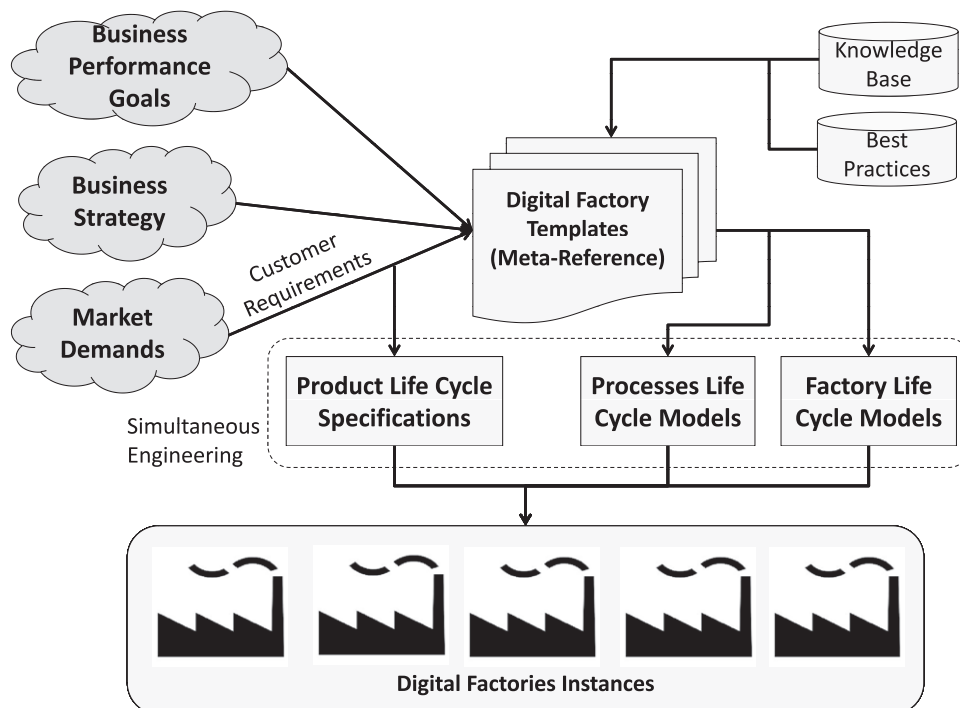 Business
Performance
Goals
Knowledge
Base
Best
Practices
Business
Strategy
Digital Factory
Templates
(Meta-Reference)
Customer
Requirements
Market
Demands
Product Life Cycle
Specifications
Processes Life
Cycle Models
Factory Life
Cycle Models
Simultaneous
Engineering
Digital Factories Instances